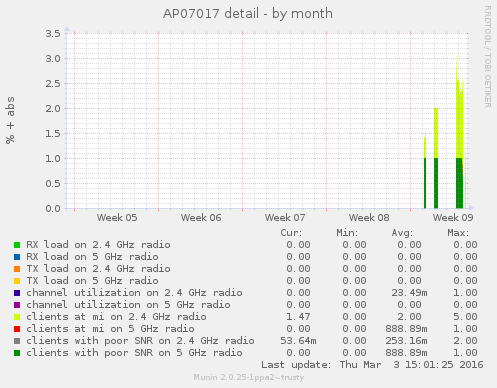 AP07017 detail - by month
RRDTOOL / TOBI OETIKER
% + abs
3.5
3.0
2.5
2.0
1.5
1.0
0.5
0.0
Week 05 Week 06 Week 07 Week 08 Week 09
Cur: Min: Avg: Max:
RX load on 2.4 GHz radio 0.00 0.00 0.00 0.00
RX load on 5 GHz radio 0.00 0.00 0.00 0.00
TX load on 2.4 GHz radio 0.00 0.00 0.00 0.00
TX load on 5 GHz radio 0.00 0.00 0.00 0.00
channel utilization on 2.4 GHz radio 0.00 0.00 23.49m 1.00
channel utilization on 5 GHz radio 0.00 0.00 0.00 0.00
clients at mi on 2.4 GHz radio 1.47 0.00 2.00 5.00
clients at mi on 5 GHz radio 0.00 0.00 888.89m 1.00
clients with poor SNR on 2.4 GHz radio 53.64m 0.00 253.16m 2.00
clients with poor SNR on 5 GHz radio 0.00 0.00 888.89m 1.00
Last update: Thu Mar 3 15:01:25 2016
Munin 2.0.25-1ppa2~trusty